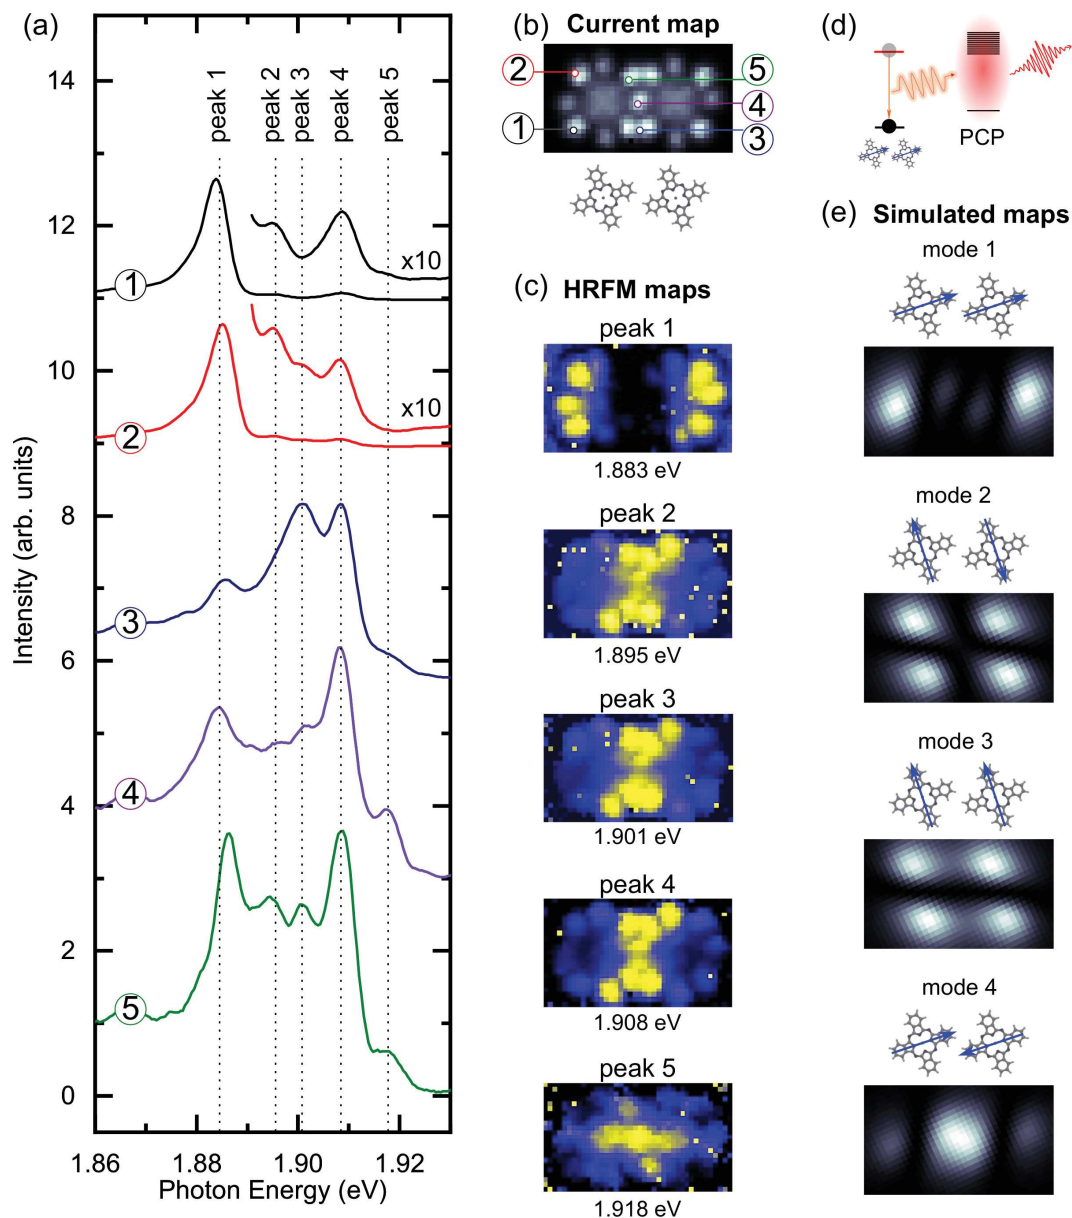 (a)
14
12
10
8
6
4
2
0
Intensity (arb. units)
peak 1
peak 2
peak 3
peak 4
peak 5
1
x10
2
x10
3
4
5
1.86 1.88 1.90 1.92
Photon Energy (eV)
(b) Current map
2
5
4
1
3
(c) HRFM maps
peak 1
1.883 eV
peak 2
1.895 eV
peak 3
1.901 eV
peak 4
1.908 eV
peak 5
1.918 eV
(d)
PCP
(e) Simulated maps
mode 1
mode 2
mode 3
mode 4